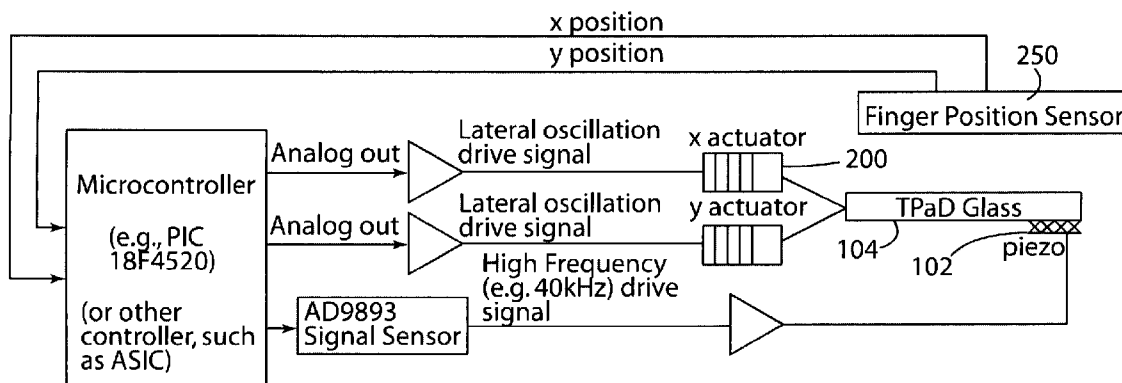 x position
y position
250
Finger Position Sensor
Microcontroller
(e.g., PIC
18F4520)
(or other
controller, such
as ASIC)
Analog out
Lateral oscillation
drive signal
x actuator
200
Analog out
Lateral oscillation
drive signal
y actuator
TPaD Glass
104
102
piezo
High Frequency
(e.g. 40kHz) drive
signal
AD9893
Signal Sensor